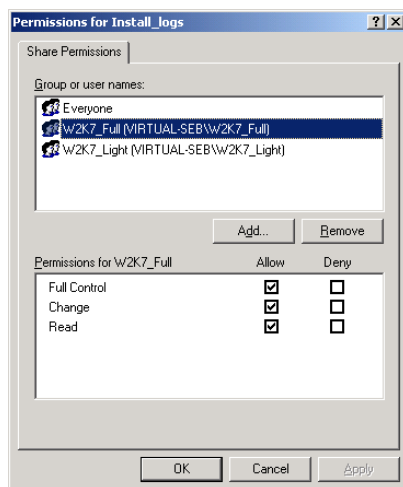 Permissions for Install_logs
Share Permissions
Group or user names:
Everyone
W2K7_Full (VIRTUAL-SEB\W2K7_Full)
W2K7_Light (VIRTUAL-SEB\W2K7_Light)
Add... Remove
Permissions for W2K7_Full Allow Deny
Full Control
Change
Read
OK Cancel Apply